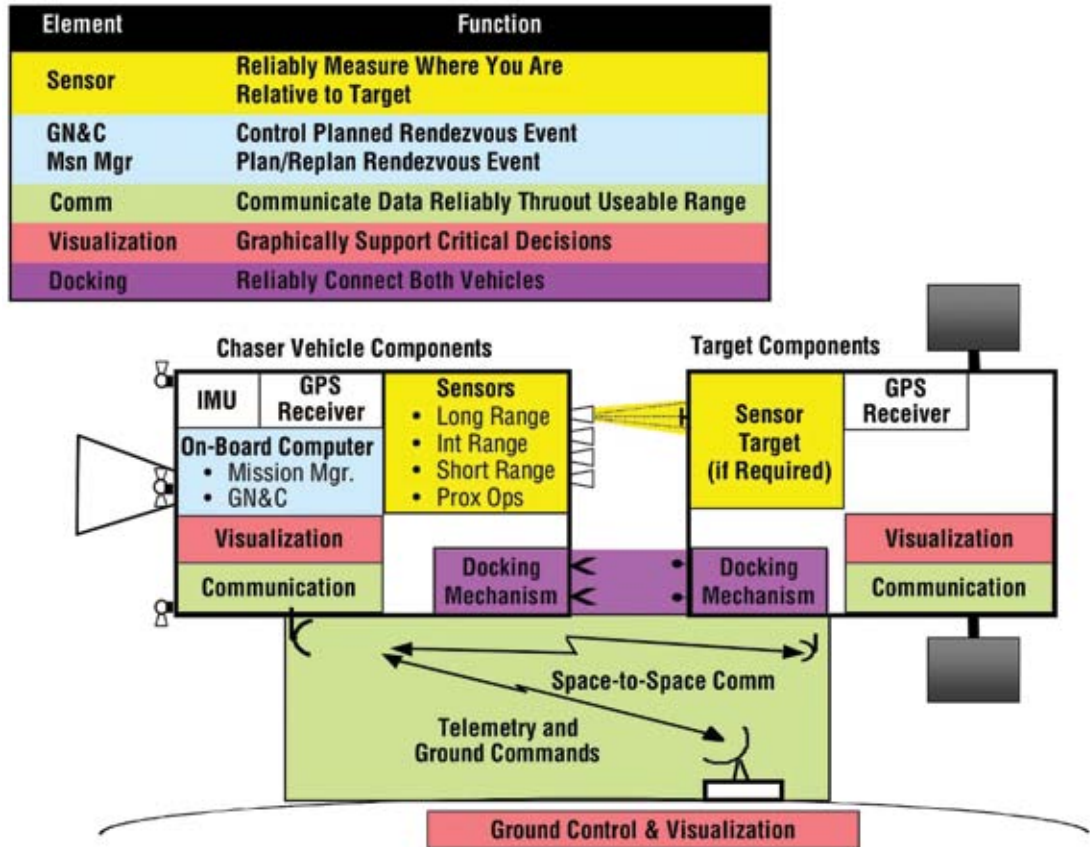 Element Function
Sensor Reliably Measure Where You Are
Relative to Target
GN&C Control Planned Rendezvous Event
Msn Mgr Plan/Replan Rendezvous Event
Comm Communicate Data Reliably Thruout Useable Range
Visualization Graphically Support Critical Decisions
Docking Reliably Connect Both Vehicles
Chaser Vehicle Components
IMU
GPS
Receiver
On-Board Computer
• Mission Mgr.
• GN&C
Visualization
Communication
Sensors
• Long Range
• Int Range
• Short Range
• Prox Ops
Docking
Mechanism
Target Components
Sensor
Target
(if Required)
GPS
Receiver
Docking
Mechanism
Visualization
Communication
Space-to-Space Comm
Telemetry and
Ground Commands
Ground Control & Visualization